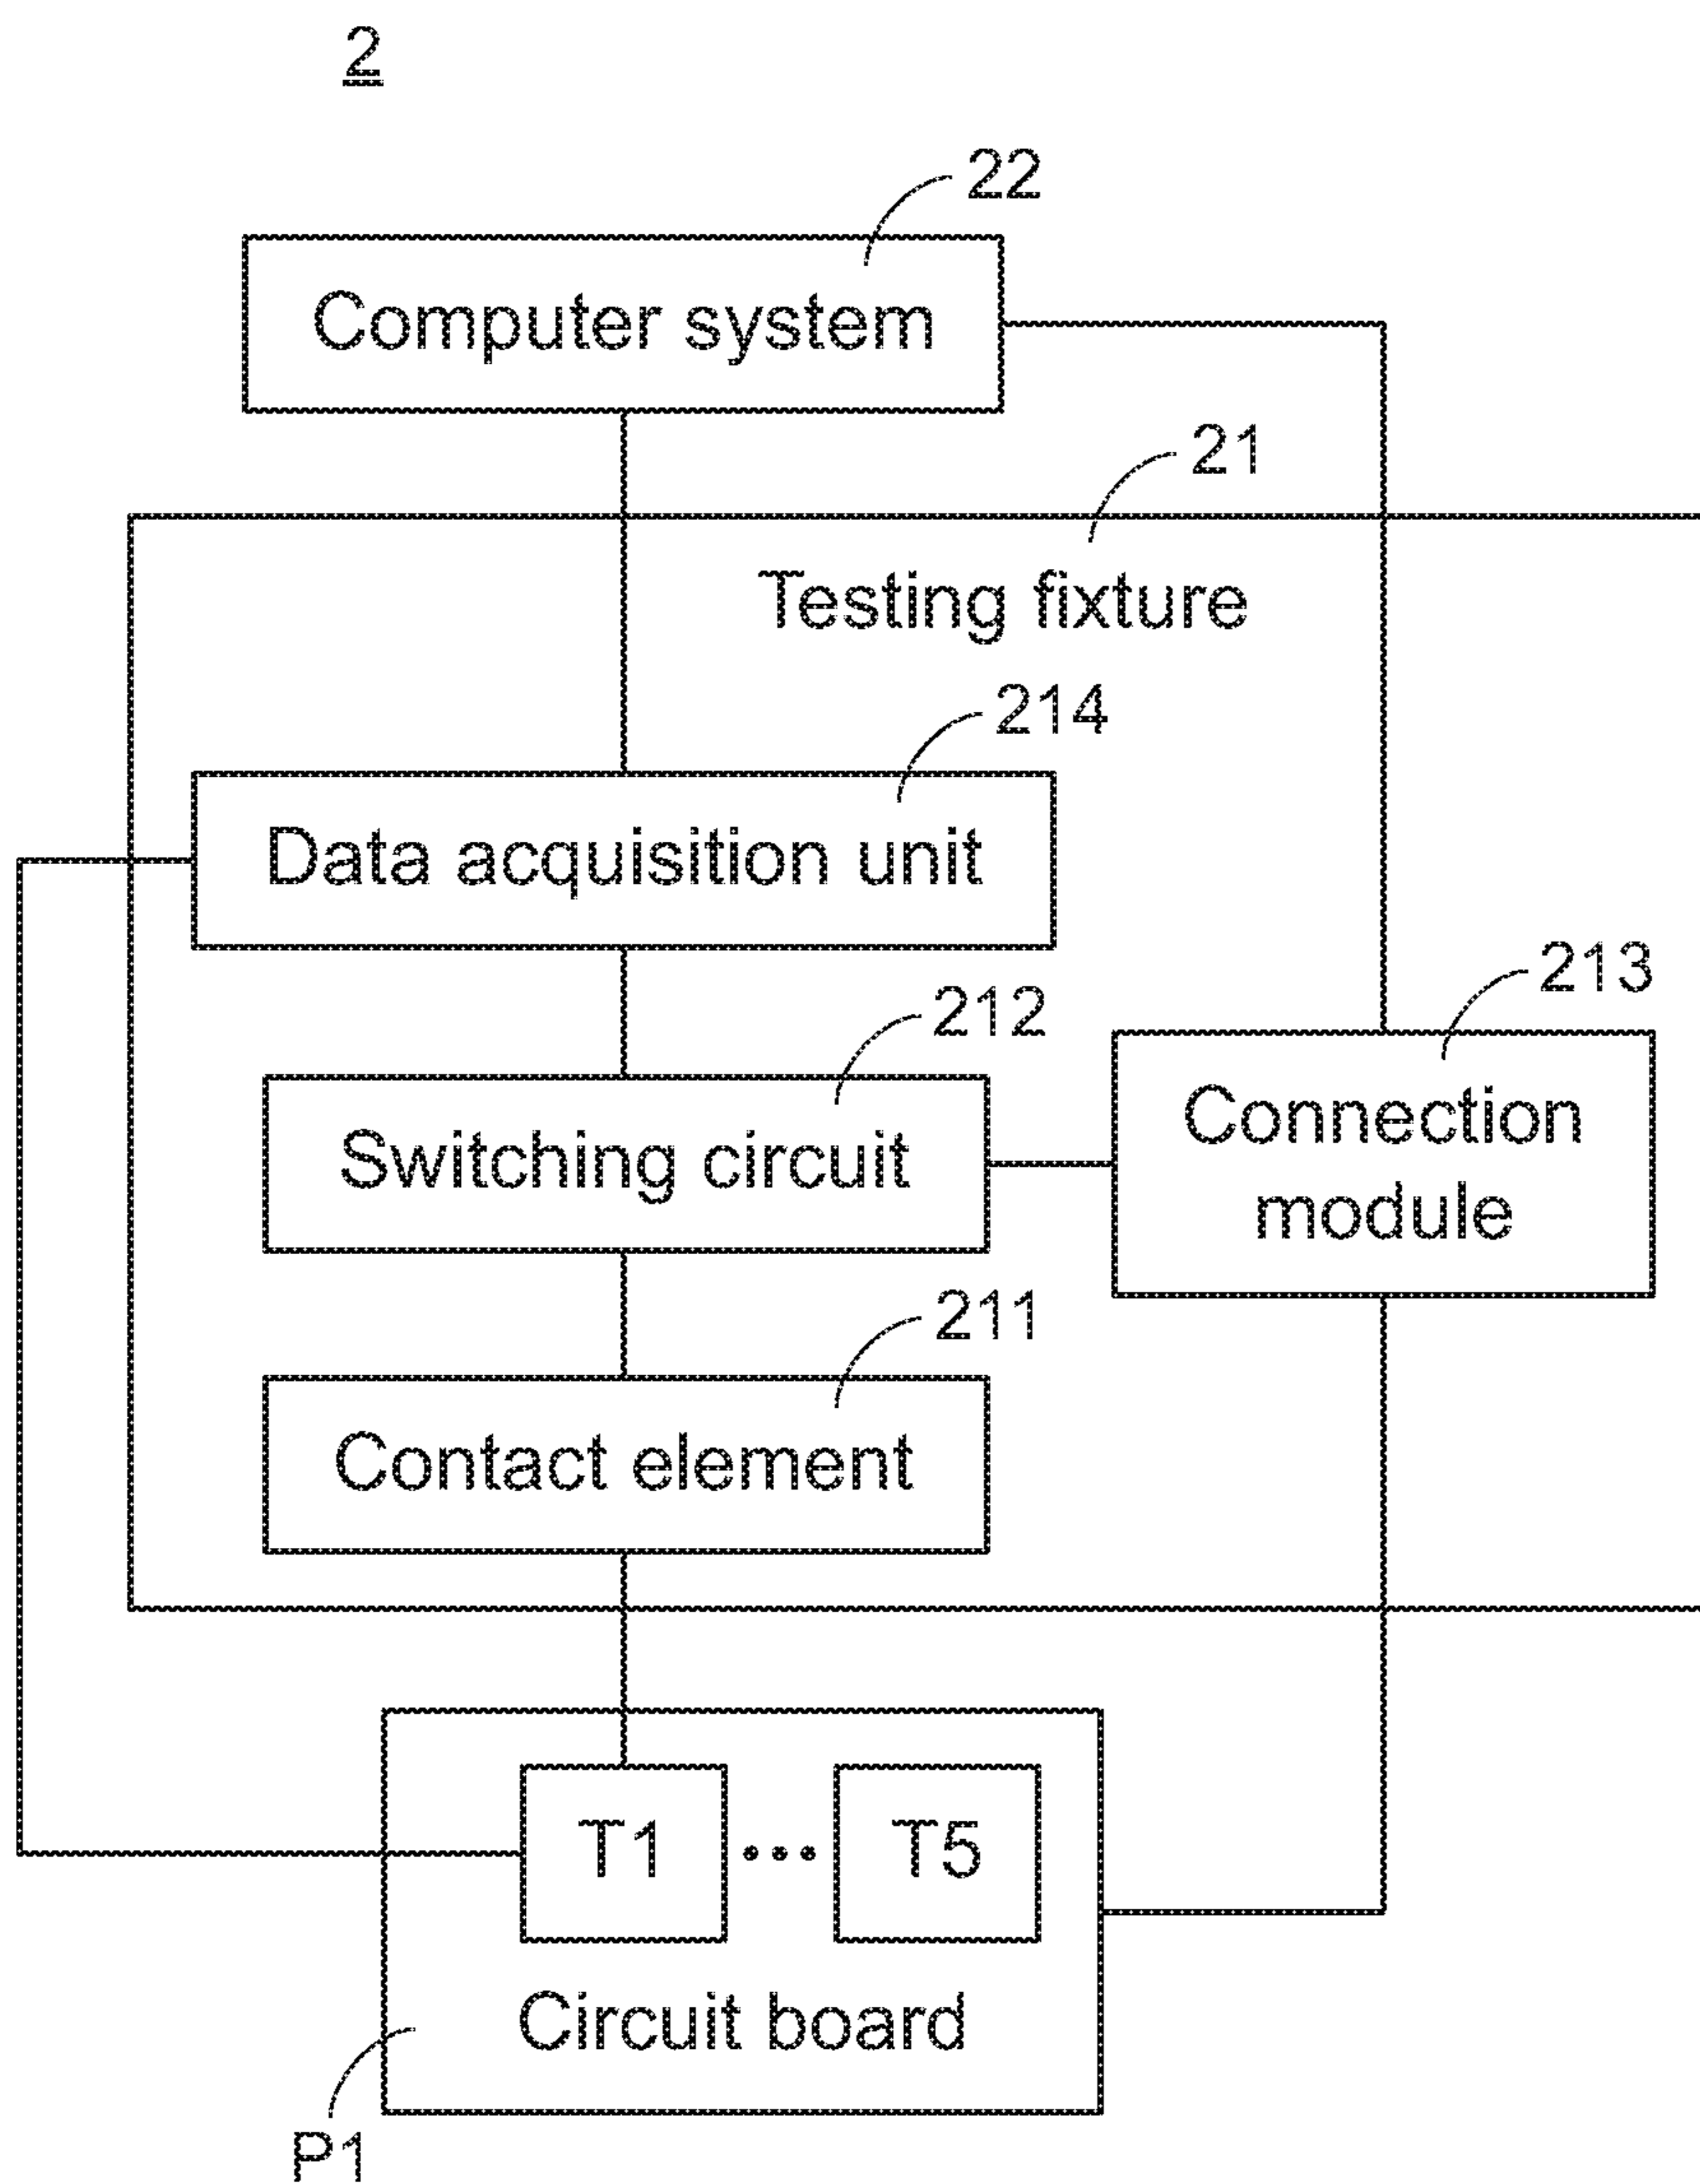 2
22
Computer system
21
Testing fixture
214
Data acquisition unit
213
212
Connection
module
Switching circuit
211
Contact element
T1 ••• T5
Circuit board
P1